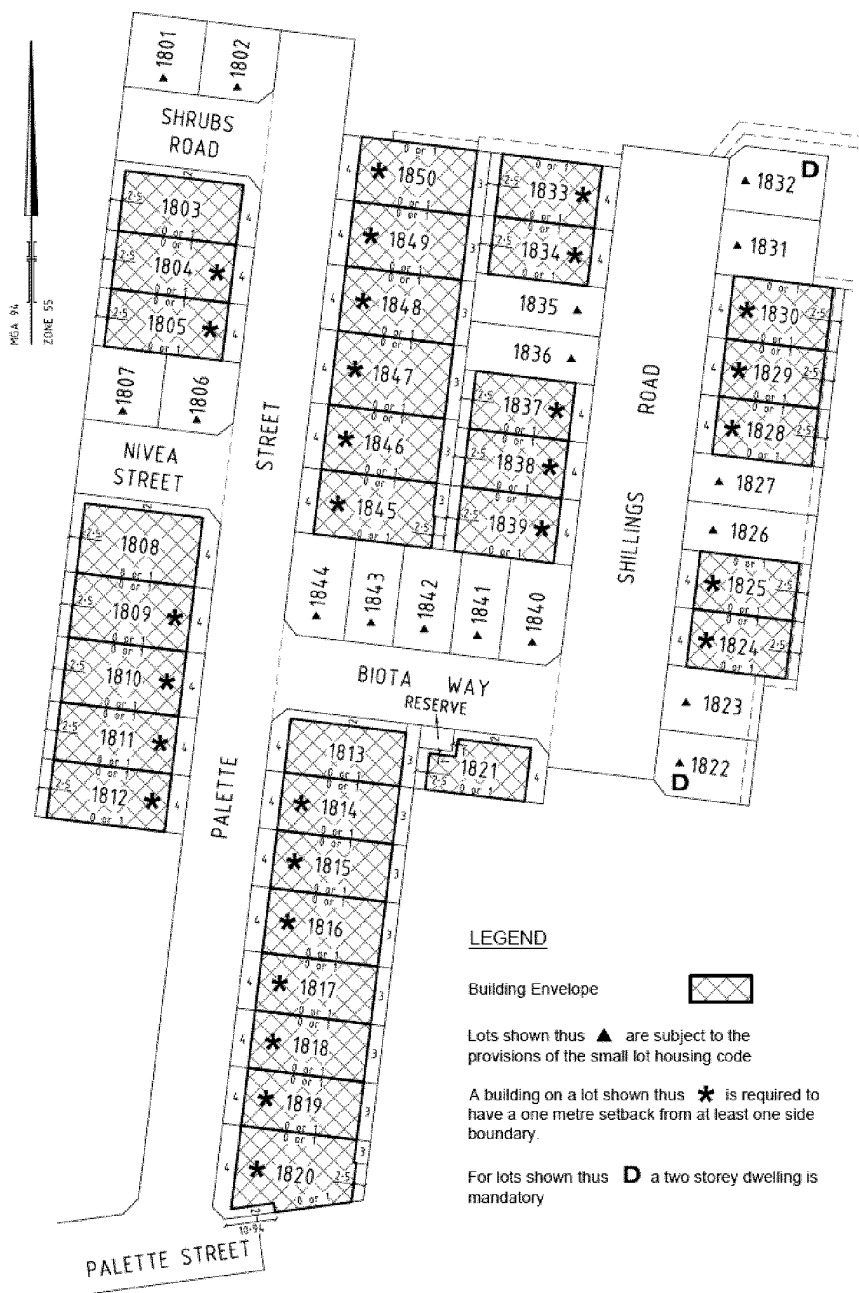 ▲1801
▲1802
SHRUBS
ROAD
MGA 94
ZONE 55
1803
1804 *
1805 *
▲1807
▲1806
NIVEA
STREET
1808
1809 *
1810 *
1811 *
1812 *
STREET
PALETTE
* 1850
* 1849
* 1848
* 1847
* 1846
* 1845
1833 *
1834 *
1835 ▲
1836 ▲
1837 *
1838 *
1839 *
▲1844
▲1843
▲1842
▲1841
▲1840
ROAD
SHILLINGS
▲ 1832 D
▲ 1831
* 1830
* 1829
* 1828
▲ 1827
▲ 1826
* 1825
* 1824
▲ 1823
▲ 1822
D
BIOTA WAY
RESERVE
1813
* 1814
* 1815
* 1816
* 1817
* 1818
* 1819
* 1820
1821
10·94
PALETTE STREET
LEGEND
Building Envelope
Lots shown thus ▲ are subject to the
provisions of the small lot housing code
A building on a lot shown thus * is required to
have a one metre setback from at least one side
boundary.
For lots shown thus D a two storey dwelling is
mandatory